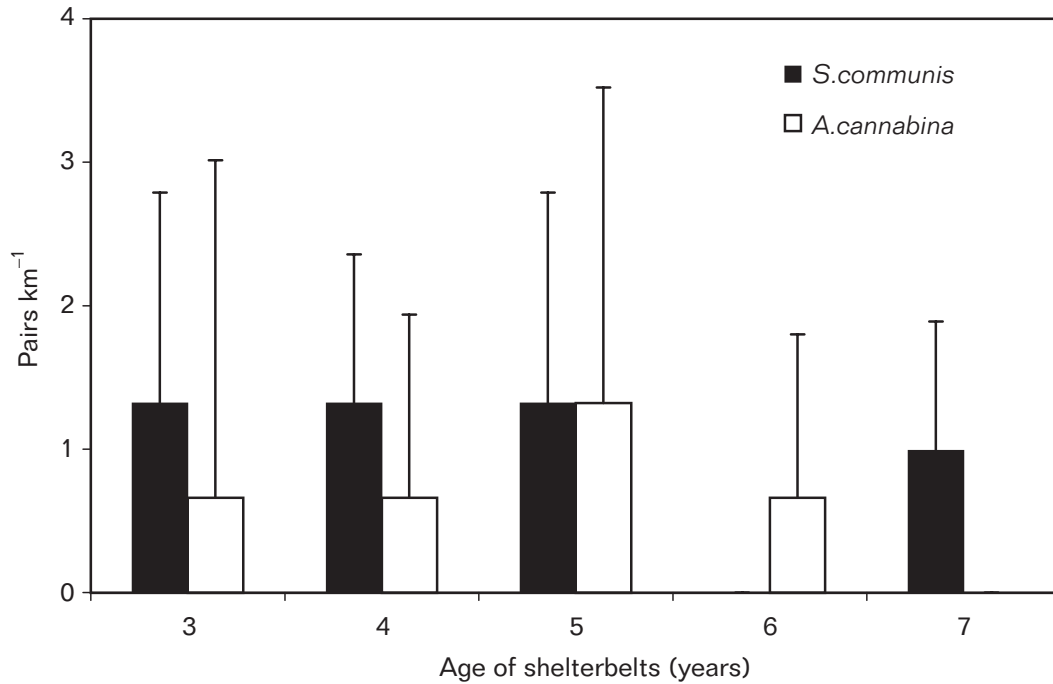 4
S.communis
A.cannabina
3
Pairs km⁻¹
2
1
0
3 4 5 6 7
Age of shelterbelts (years)